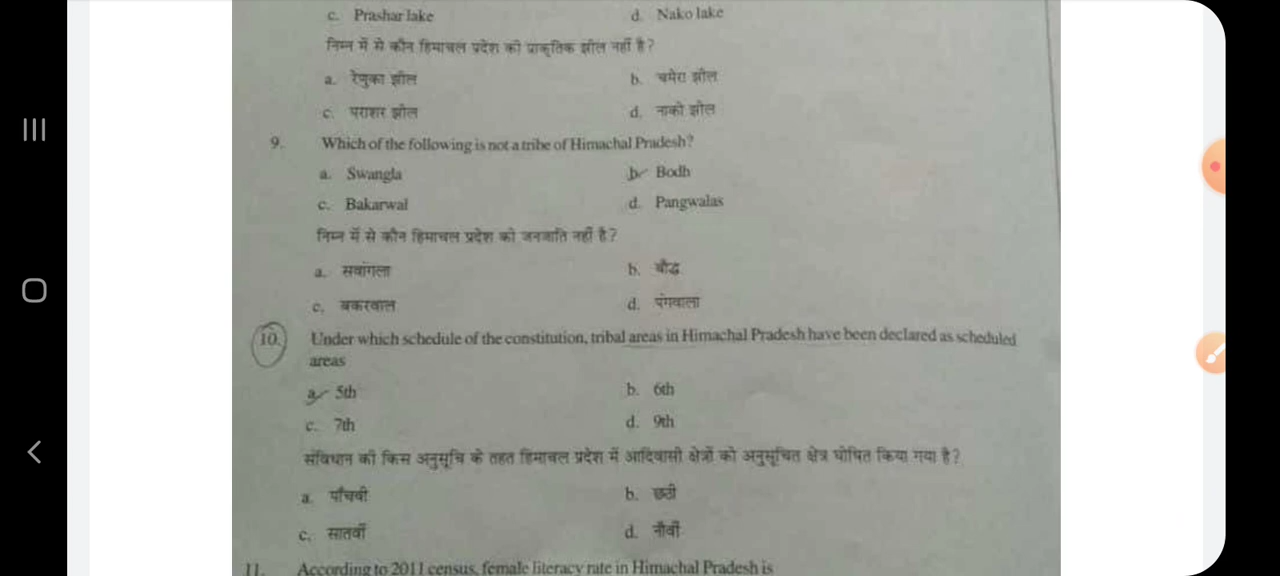 c. Prashar lake d. Nako lake
निम्न में से कौन हिमाचल प्रदेश की प्राकृतिक झील नहीं है?
a. रेणुका झील b. चमेरा झील
c. पराशर झील d. नाको झील
9. Which of the following is not a tribe of Himachal Pradesh?
a. Swangla b. Bodh
c. Bakarwal d. Pangwalas
निम्न में से कौन हिमाचल प्रदेश की जनजाति नहीं है?
a. सवांगला b. बौद्ध
c. बकरवाल d. पंगवाला
10. Under which schedule of the constitution, tribal areas in Himachal Pradesh have been declared as scheduled
areas
a. 5th b. 6th
c. 7th d. 9th
संविधान की किस अनुसूचि के तहत हिमाचल प्रदेश में आदिवासी क्षेत्रों को अनुसूचित क्षेत्र घोषित किया गया है?
a. पाँचवी b. छठी
c. सातवीं d. नौवीं
11. According to 2011 census, female literacy rate in Himachal Pradesh is